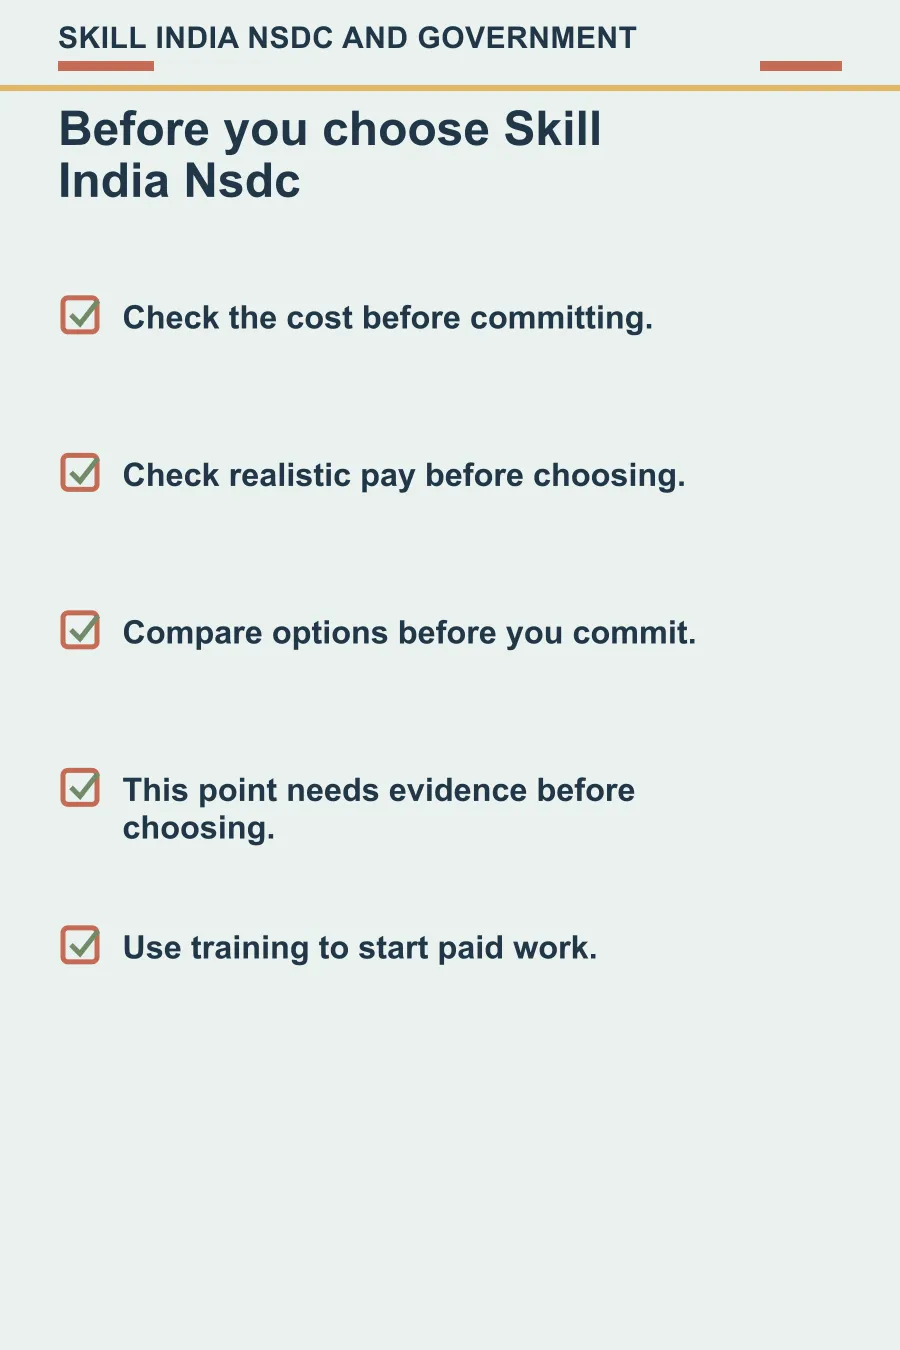 SKILL INDIA NSDC AND GOVERNMENT
Before you choose Skill
India Nsdc
Check the cost before committing.
Check realistic pay before choosing.
Compare options before you commit.
This point needs evidence before
choosing.
Use training to start paid work.